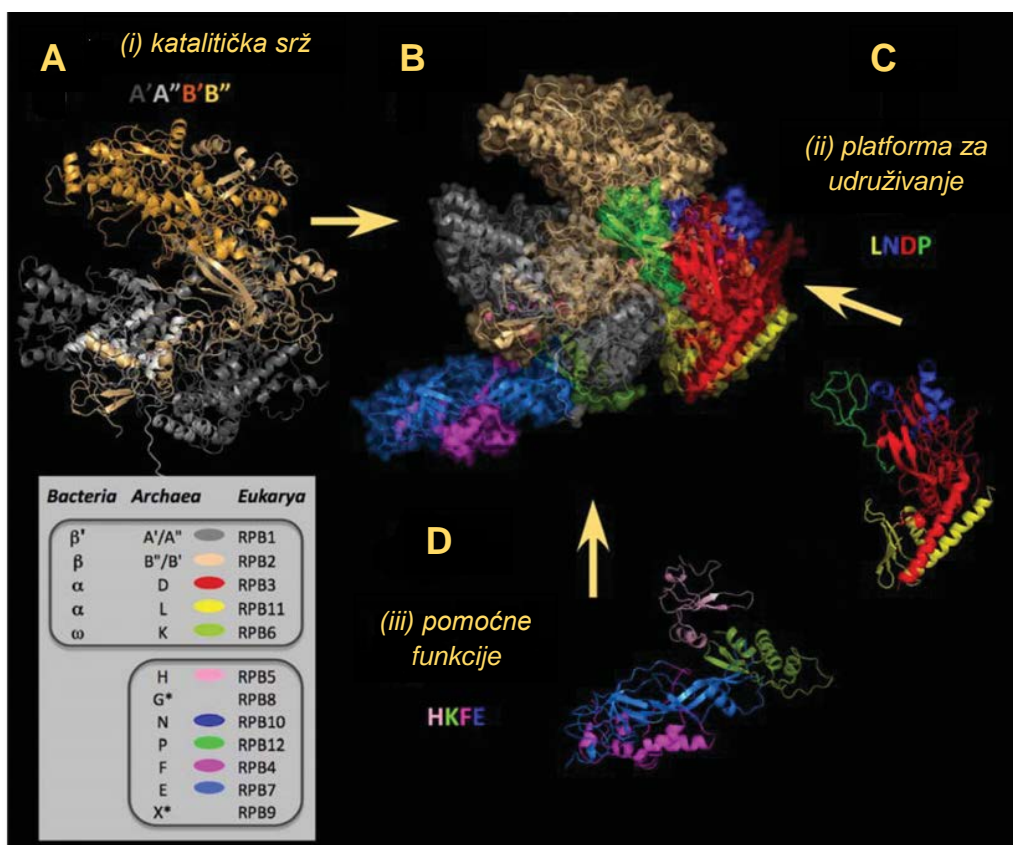 A
(i) katalitička srž
A'A"B'B"
B
C
(ii) platforma za
udruživanje
LNDP
D
(iii) pomoćne
funkcije
HKFE
Bacteria Archaea Eukarya
β' A'/A" RPB1
β B"/B' RPB2
α D RPB3
α L RPB11
ω K RPB6
H RPB5
G* RPB8
N RPB10
P RPB12
F RPB4
E RPB7
X* RPB9